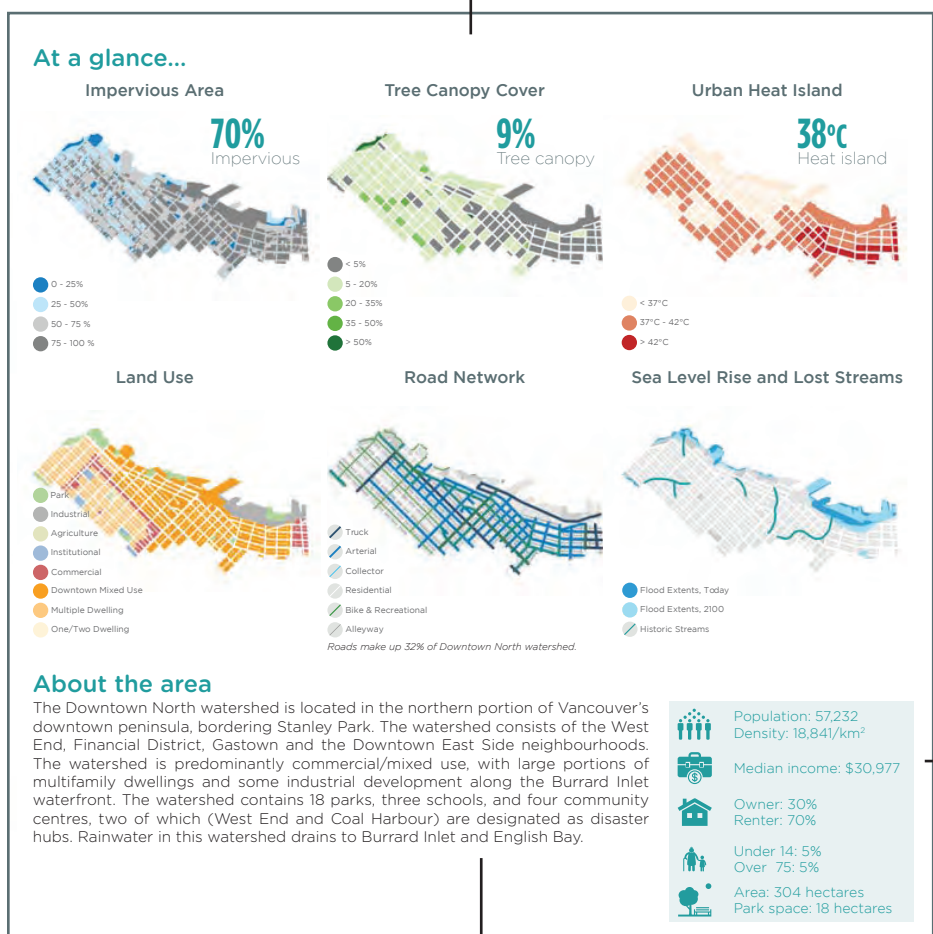 At a glance...
Impervious Area
70%
Impervious
0 - 25%
25 - 50%
50 - 75 %
75 - 100 %
Tree Canopy Cover
9%
Tree canopy
< 5%
5 - 20%
20 - 35%
35 - 50%
> 50%
Urban Heat Island
38ºC
Heat island
< 37°C
37°C - 42°C
> 42°C
Land Use
Park
Industrial
Agriculture
Institutional
Commercial
Downtown Mixed Use
Multiple Dwelling
One/Two Dwelling
Road Network
Truck
Arterial
Collector
Residential
Bike & Recreational
Alleyway
Roads make up 32% of Downtown North watershed.
Sea Level Rise and Lost Streams
Flood Extents, Today
Flood Extents, 2100
Historic Streams
About the area
The Downtown North watershed is located in the northern portion of Vancouver's
downtown peninsula, bordering Stanley Park. The watershed consists of the West
End, Financial District, Gastown and the Downtown East Side neighbourhoods.
The watershed is predominantly commercial/mixed use, with large portions of
multifamily dwellings and some industrial development along the Burrard Inlet
waterfront. The watershed contains 18 parks, three schools, and four community
centres, two of which (West End and Coal Harbour) are designated as disaster
hubs. Rainwater in this watershed drains to Burrard Inlet and English Bay.
Population: 57,232
Density: 18,841/km²
Median income: $30,977
Owner: 30%
Renter: 70%
Under 14: 5%
Over 75: 5%
Area: 304 hectares
Park space: 18 hectares